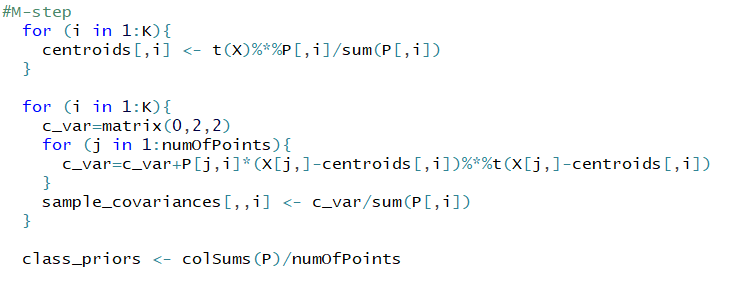 #M-step
  for (i in 1:K){
    centroids[,i] <- t(X)%*%P[,i]/sum(P[,i])
  }

  for (i in 1:K){
    c_var=matrix(0,2,2)
    for (j in 1:numOfPoints){
      c_var=c_var+P[j,i]*(X[j,]-centroids[,i])%*%t(X[j,]-centroids[,i])
    }
    sample_covariances[,,i] <- c_var/sum(P[,i])
  }

  class_priors <- colSums(P)/numOfPoints